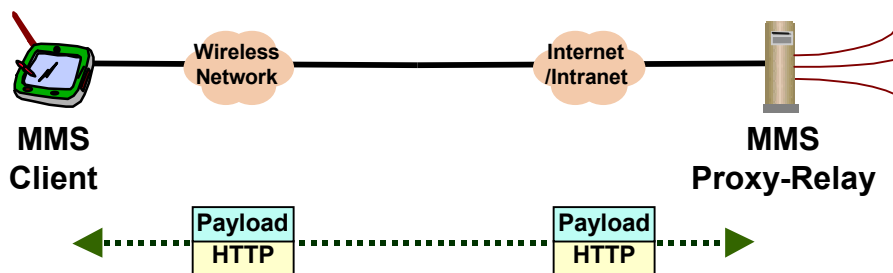 Wireless
Network
Internet
/Intranet
MMS
Client
MMS
Proxy-Relay
Payload
HTTP
Payload
HTTP